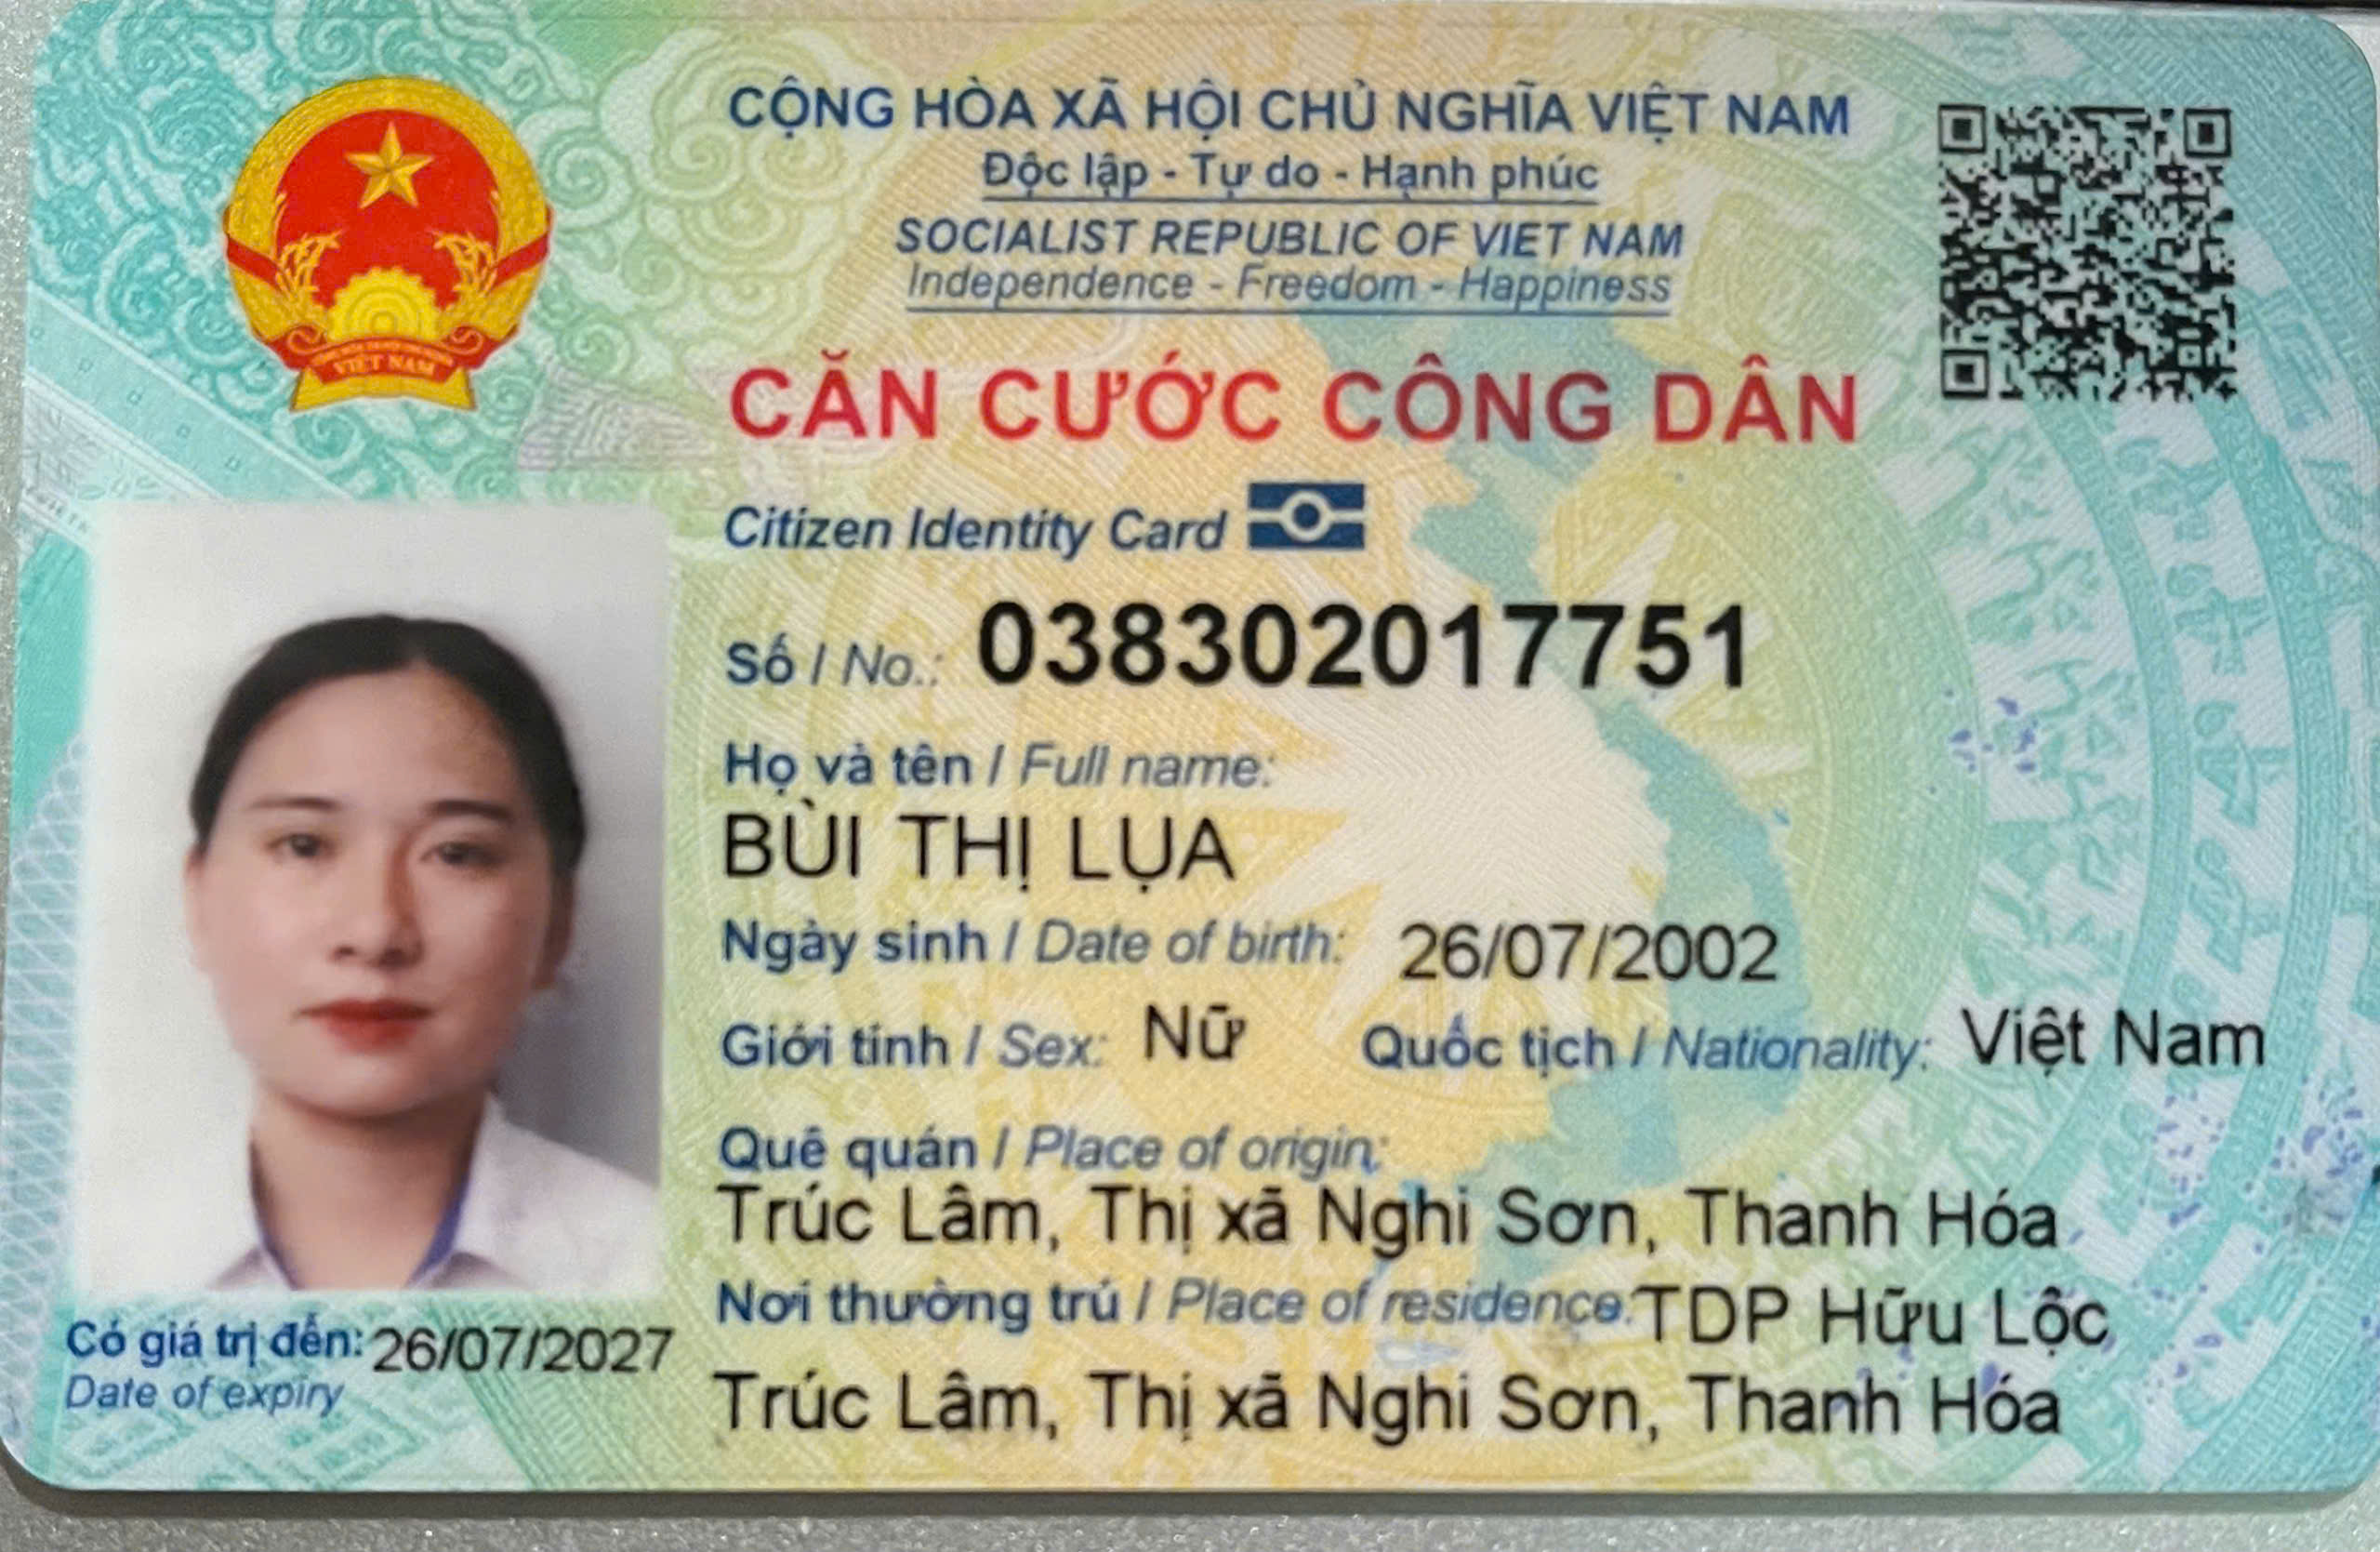 CỘNG HÒA XÃ HỘI CHỦ NGHĨA VIỆT NAM
Độc lập - Tự do - Hạnh phúc
SOCIALIST REPUBLIC OF VIET NAM
Independence - Freedom - Happiness
CĂN CƯỚC CÔNG DÂN
Citizen Identity Card
Số / No.: 038302017751
Họ và tên / Full name:
BÙI THỊ LỤA
Ngày sinh / Date of birth: 26/07/2002
Giới tính / Sex: Nữ Quốc tịch / Nationality: Việt Nam
Quê quán / Place of origin:
Trúc Lâm, Thị xã Nghi Sơn, Thanh Hóa
Nơi thường trú / Place of residence: TDP Hữu Lộc
Trúc Lâm, Thị xã Nghi Sơn, Thanh Hóa
Có giá trị đến: 26/07/2027
Date of expiry
VIỆT NAM